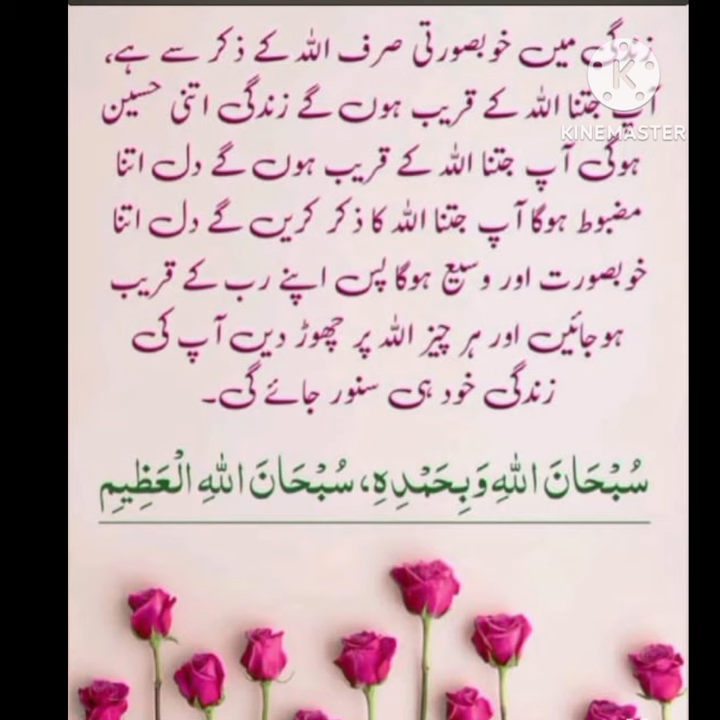 زندگی میں خوبصورتی صرف اللہ کے ذکر سے ہے،
آپ جتنا اللہ کے قریب ہوں گے زندگی اتنی حسین
ہوگی آپ جتنا اللہ کے قریب ہوں گے دل اتنا
مضبوط ہوگا آپ جتنا اللہ کا ذکر کریں گے دل اتنا
خوبصورت اور وسیع ہوگا پس اپنے رب کے قریب
ہوجائیں اور ہر چیز اللہ پر چھوڑ دیں آپ کی
زندگی خود ہی سنور جائے گی۔
سُبْحَانَ اللهِ وَبِحَمْدِهِ، سُبْحَانَ اللهِ الْعَظِيمِ
K
KINEMASTER